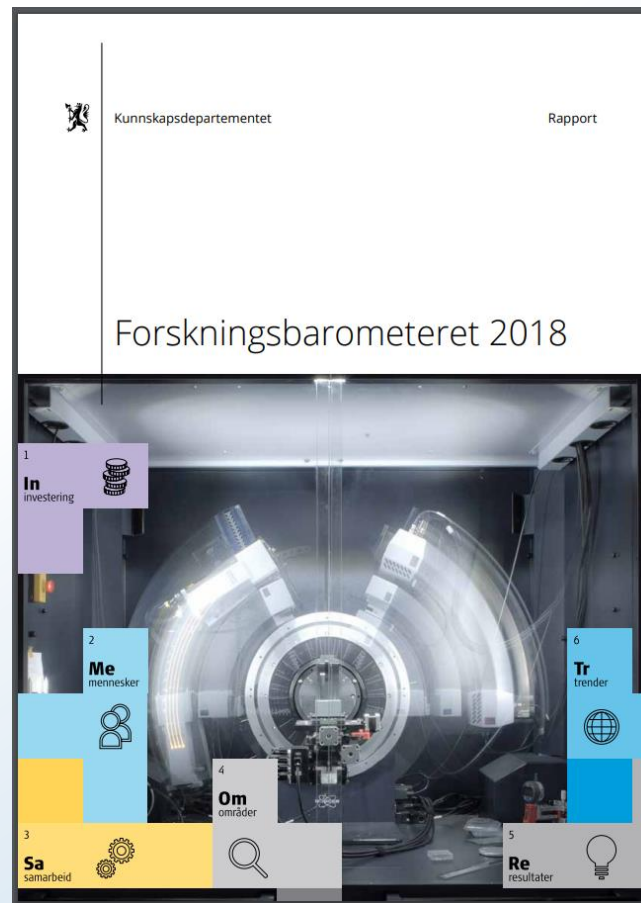 Kunnskapsdepartementet
Rapport
Forskningsbarometeret 2018
1
In
investering
2
Me
mennesker
6
Tr
trender
4
Om
områder
3
Sa
samarbeid
5
Re
resultater